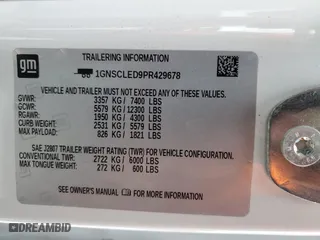 gm
TRAILERING INFORMATION
1GNSCLED9PR429678
VEHICLE AND TRAILER MUST NOT EXCEED ANY OF THESE:
GVWR: 3357 KG / 7400 LBS
GCWR: 5579 KG / 12300 LBS
RGAWR: 1950 KG / 4300 LBS
CURB WEIGHT: 2531 KG / 5579 LBS
MAX PAYLOAD: 826 KG / 1821 LBS
SAE J2807 TRAILER WEIGHT RATING (TWR) FOR VEHICLE CONFIGURATION.
CONVENTIONAL TWR: 2722 KG / 6000 LBS
MAX TONGUE WEIGHT: 272 KG / 600 LBS
SEE OWNER'S MANUAL FOR MORE INFORMATION
DREAMBID